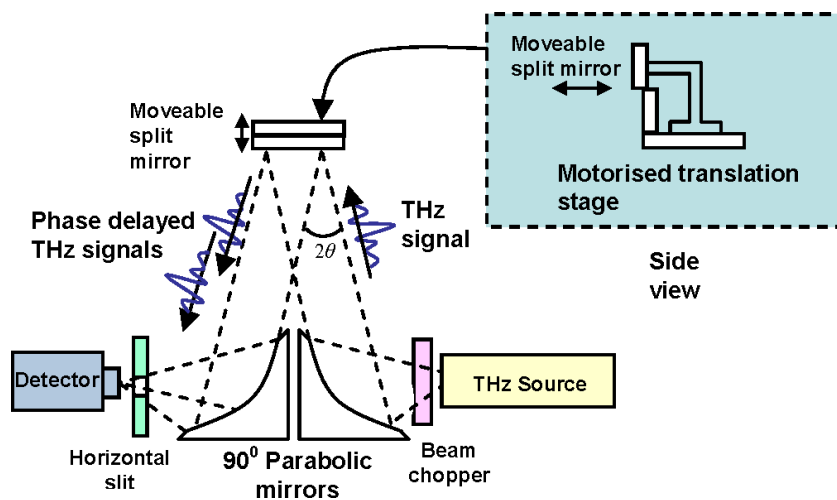 Moveable
split mirror
Motorised translation
stage
Side
view
Moveable
split
mirror
Phase delayed
THz signals
THz
signal
2θ
Detector
THz Source
Horizontal
slit
90⁰ Parabolic
mirrors
Beam
chopper